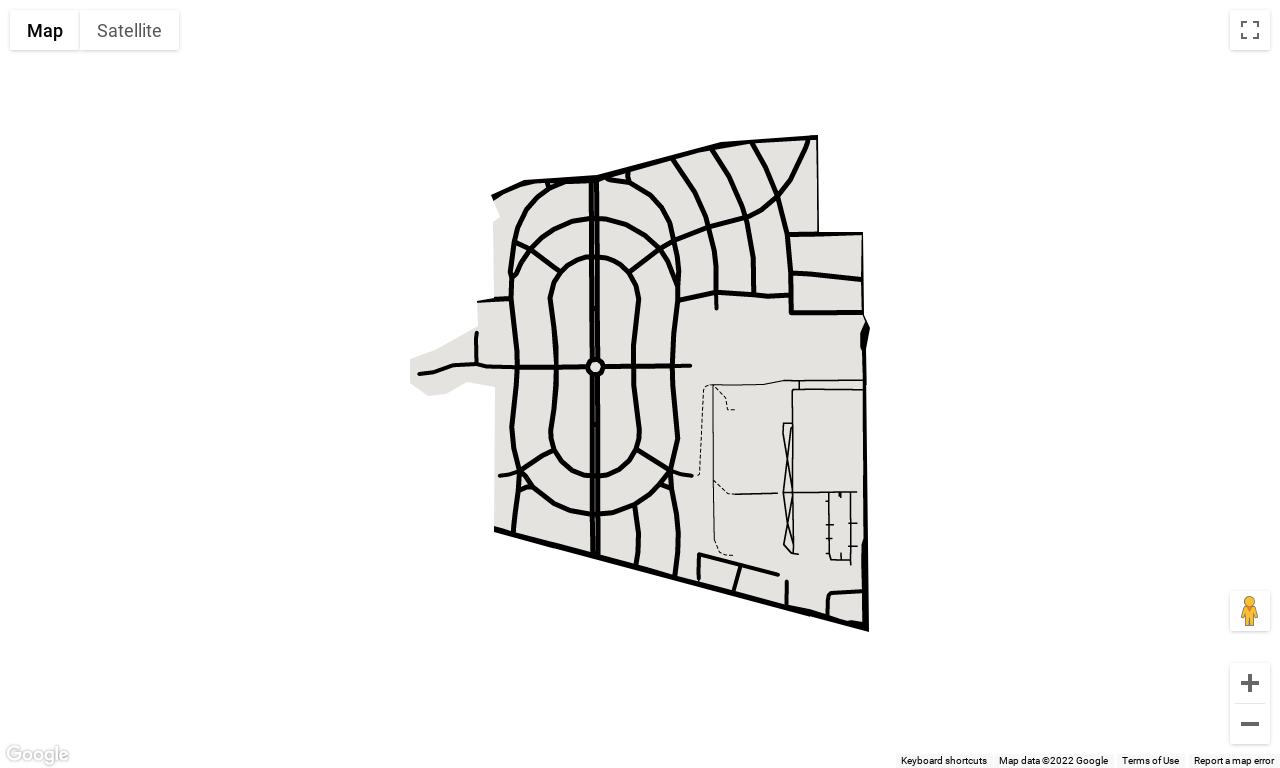 Map
Satellite
Google
Keyboard shortcuts
Map data ©2022 Google
Terms of Use
Report a map error